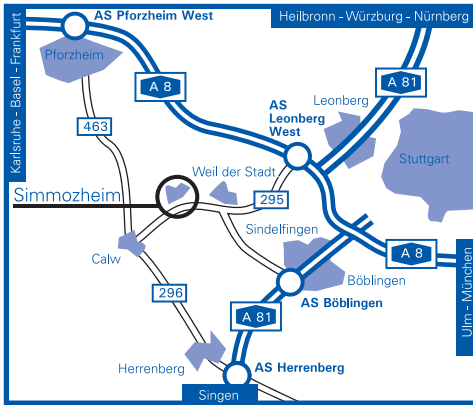 AS Pforzheim West
Heilbronn - Würzburg - Nürnberg
Karlsruhe - Basel - Frankfurt
Pforzheim
A 8
A 81
AS
Leonberg
West
Leonberg
463
Stuttgart
Weil der Stadt
Simmozheim
295
Sindelfingen
Calw
A 8
Böblingen
296
AS Böblingen
Ulm - München
A 81
Herrenberg
AS Herrenberg
Singen